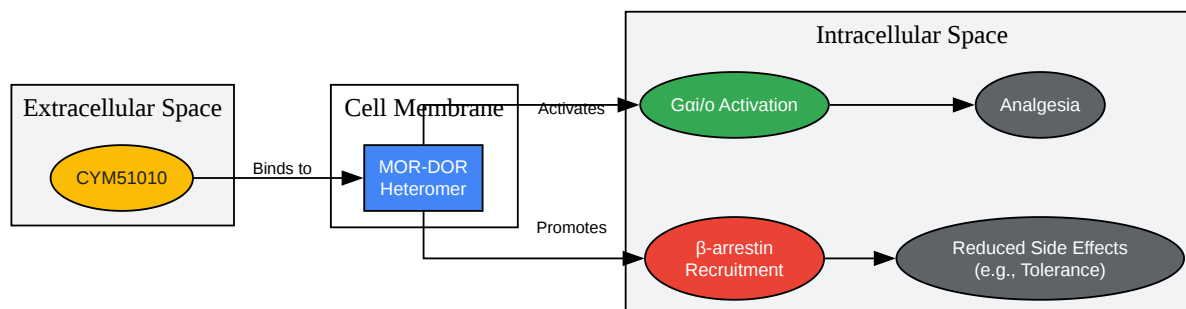 Extracellular Space
CYM51010
Binds to
Cell Membrane
MOR-DOR
Heteromer
Activates
Promotes
Intracellular Space
Gαi/o Activation
Analgesia
β-arrestin
Recruitment
Reduced Side Effects
(e.g., Tolerance)